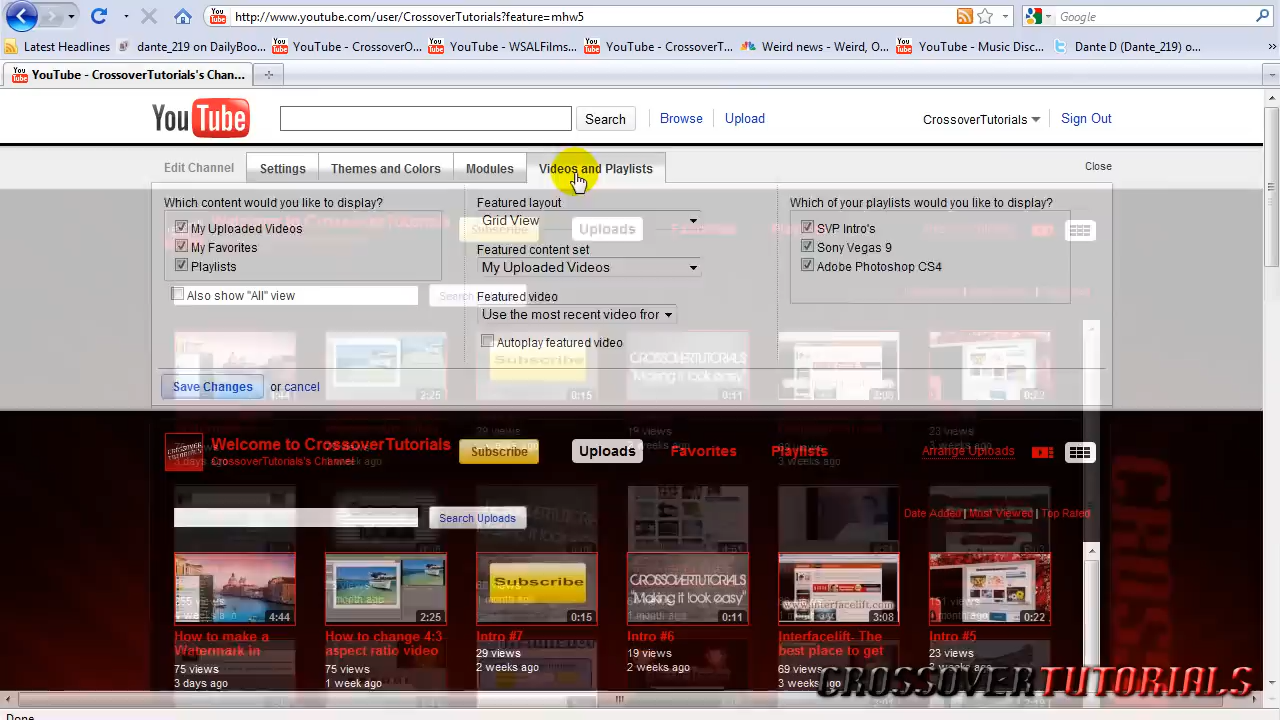 http://www.youtube.com/user/CrossoverTutorials?feature=mhw5
Google
Latest Headlines
dante_219 on DailyBoo...
YouTube - CrossoverO...
YouTube - WSALFilms...
YouTube - CrossoverT...
Weird news - Weird, O...
YouTube - Music Disc...
Dante D (Dante_219) o...
YouTube - CrossoverTutorials's Chan...
YouTube
Search
Browse
Upload
CrossoverTutorials
Sign Out
Edit Channel
Settings
Themes and Colors
Modules
Videos and Playlists
Close
Which content would you like to display?
My Uploaded Videos
My Favorites
Playlists
Also show "All" view
Featured layout
Grid View
Featured content set
My Uploaded Videos
Featured video
Use the most recent video fror
Autoplay featured video
Which of your playlists would you like to display?
SVP Intro's
Sony Vegas 9
Adobe Photoshop CS4
Uploads
Save Changes or cancel
Welcome to CrossoverTutorials
CrossoverTutorials's Channel
Subscribe
Uploads
Favorites
Playlists
Arrange Uploads
Search Uploads
Date Added | Most Viewed | Top Rated
Subscribe
CROSSOVERTUTORIALS
"Making it look easy"
www.interfacelift.com
4:44
2:25
0:15
0:11
3:08
0:22
How to make a
Watermark in
75 views
3 days ago
How to change 4:3
aspect ratio video
75 views
1 week ago
Intro #7
29 views
2 weeks ago
Intro #6
19 views
2 weeks ago
Interfacelift- The
best place to get
69 views
Intro #5
23 views
CROSSOVERTUTORIALS
Done